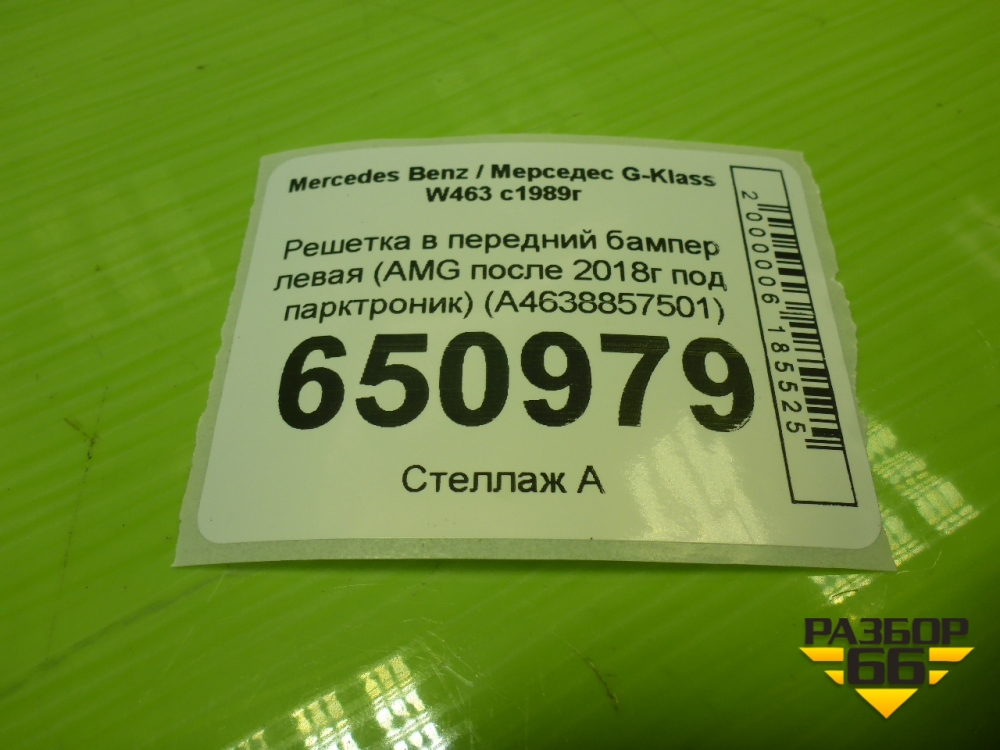 Mercedes Benz / Мерседес G-Klass
W463 с1989г
Решетка в передний бампер
левая (AMG после 2018г под
парктроник) (A4638857501)
650979
Стеллаж А
2000006185525
РАЗБОР
66